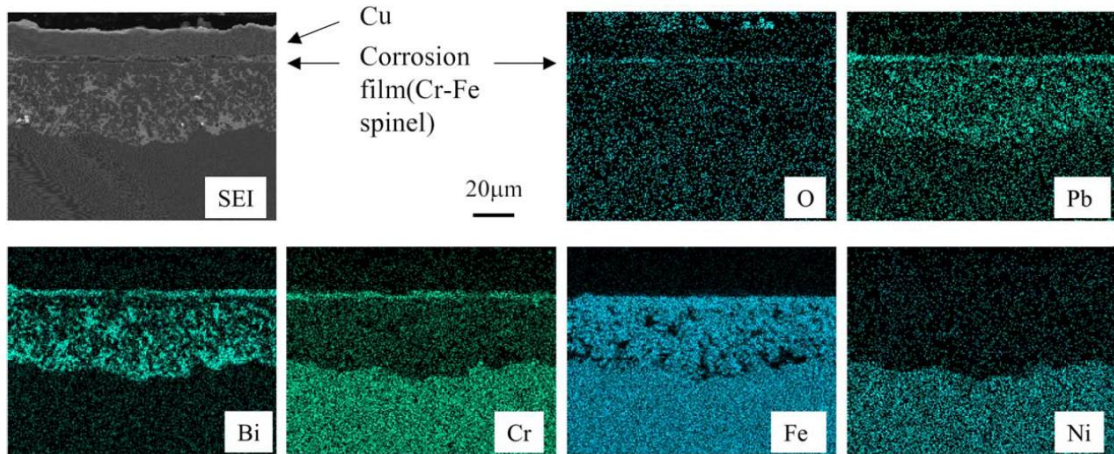 Cu
Corrosion
film(Cr-Fe
spinel)
20μm
SEI
O
Pb
Bi
Cr
Fe
Ni